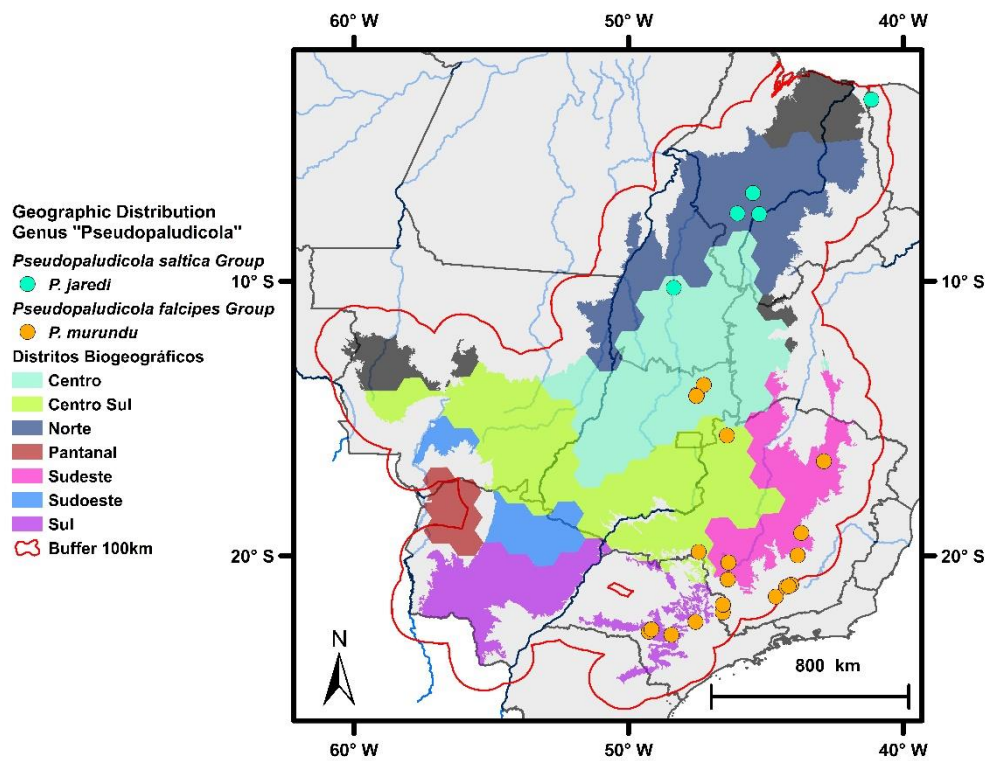 60° W 50° W 40° W
Geographic Distribution
Genus "Pseudopaludicola"
Pseudopaludicola saltica Group
P. jaredi
Pseudopaludicola falcipes Group
P. murundu
Distritos Biogeográficos
Centro
Centro Sul
Norte
Pantanal
Sudeste
Sudoeste
Sul
Buffer 100km
10° S 10° S
20° S 20° S
N
800 km
60° W 50° W 40° W